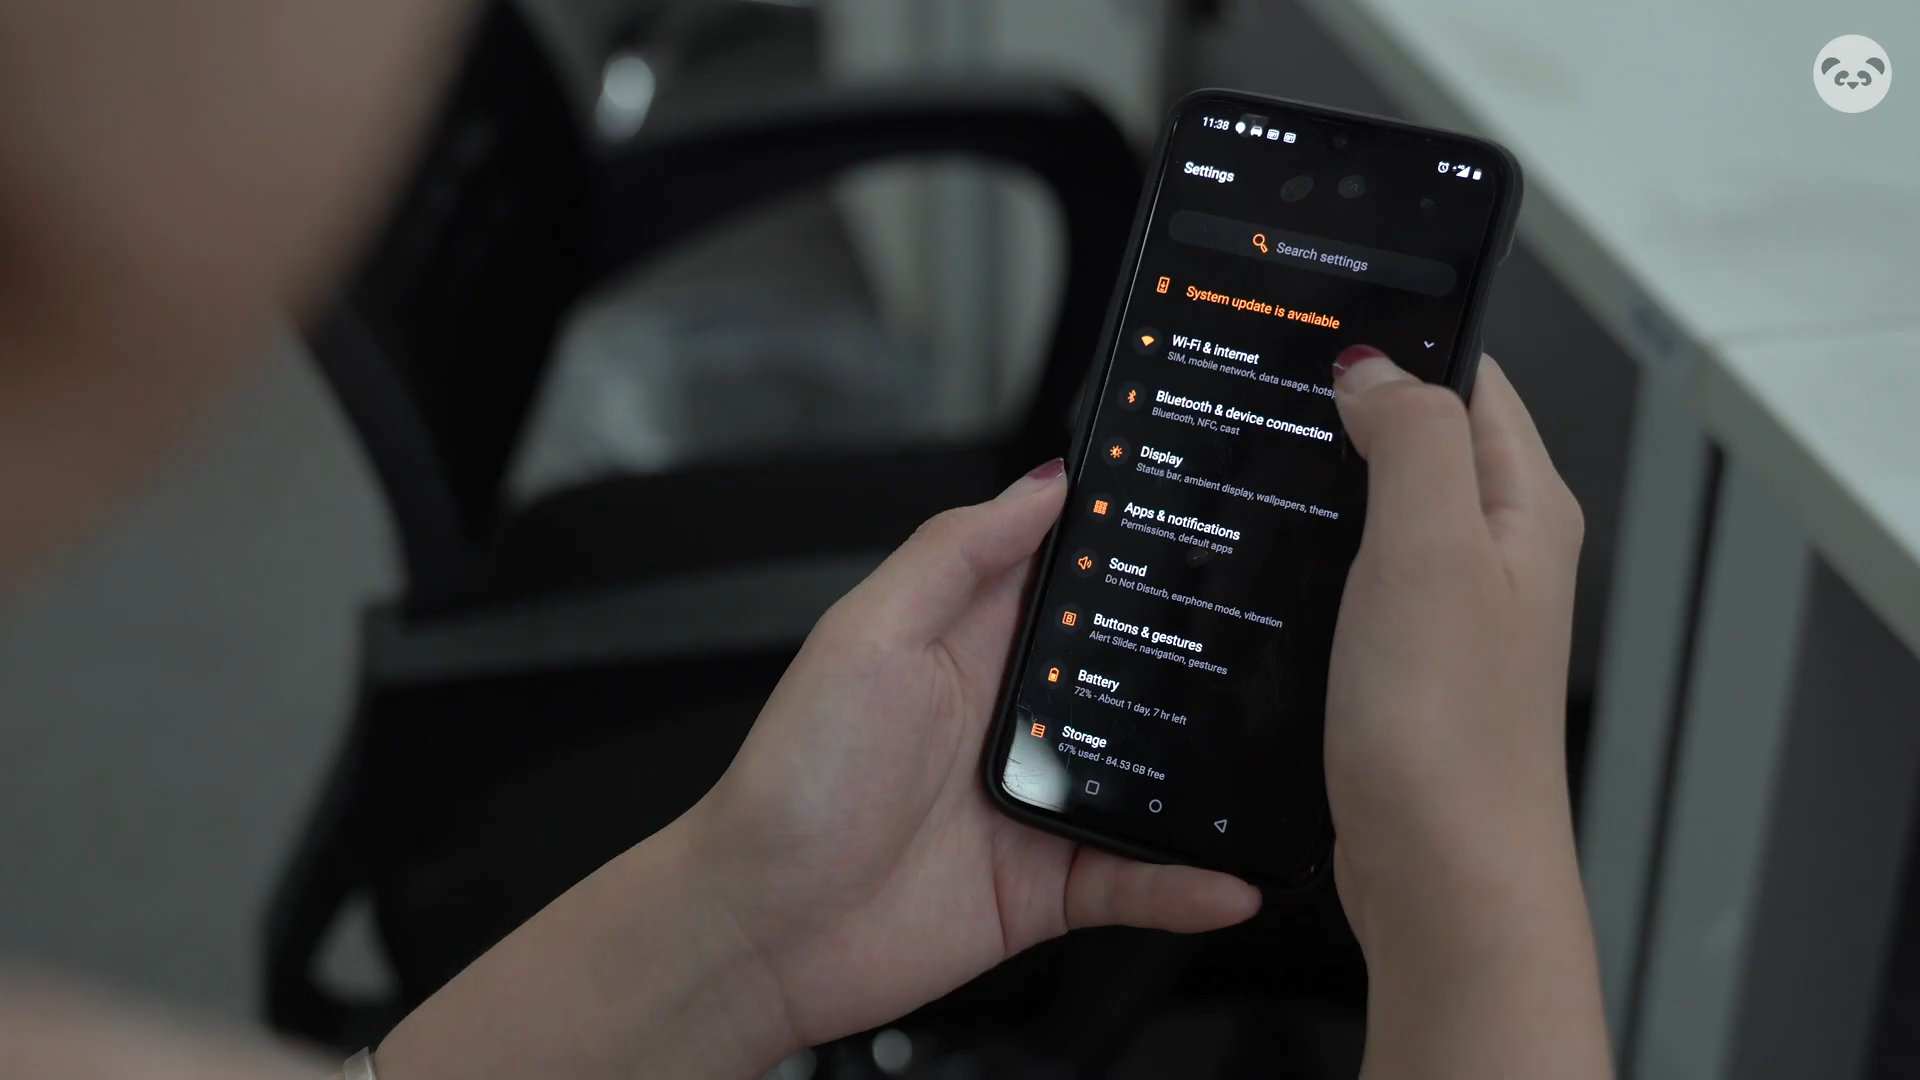 11:38
Settings
Search settings
System update is available
Wi-Fi & internet
SIM, mobile network, data usage, hotsp
Bluetooth & device connection
Bluetooth, NFC, cast
Display
Status bar, ambient display, wallpapers, theme
Apps & notifications
Permissions, default apps
Sound
Do Not Disturb, earphone mode, vibration
Buttons & gestures
Alert Slider, navigation, gestures
Battery
72% - About 1 day, 7 hr left
Storage
67% used - 84.53 GB free